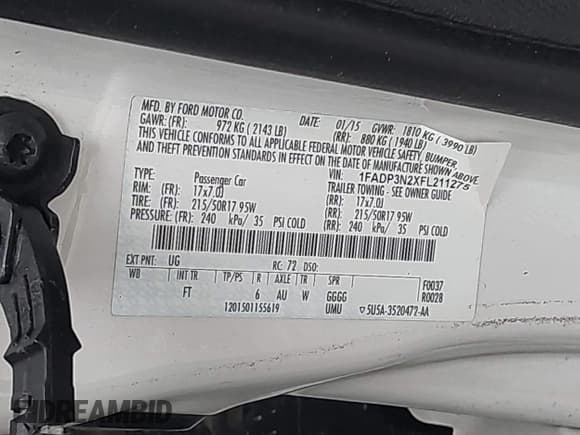 MFD. BY FORD MOTOR CO. DATE: 01/15 GVWR: 1810 KG ( 3990 LB)
GAWR: (FR): 972 KG ( 2143 LB) (RR): 880 KG ( 1940 LB)
THIS VEHICLE CONFORMS TO ALL APPLICABLE FEDERAL MOTOR VEHICLE SAFETY, BUMPER,
AND THEFT PREVENTION STANDARDS IN EFFECT ON THE DATE OF MANUFACTURE SHOWN ABOVE.
VIN: 1FADP3N2XFL211275
TYPE: Passenger Car TRAILER TOWING - SEE OWNER GUIDE
RIM: (FR) 17x7.0J (RR) 17x7.0J
TIRE: (FR) 215/50R17 95W (RR) 215/50R17 95W
PRESSURE: (FR) 240 kPa/ 35 PSI COLD (RR) 240 kPa/ 35 PSI COLD
EXT PNT: UG RC: 72 DSO:
WB INT TR TP/PS R AXLE TR SPR F0037
R0028
FT 6 AU W GGGG
1201501155619 UMU 5U5A-3520472-AA
IDREAMBID